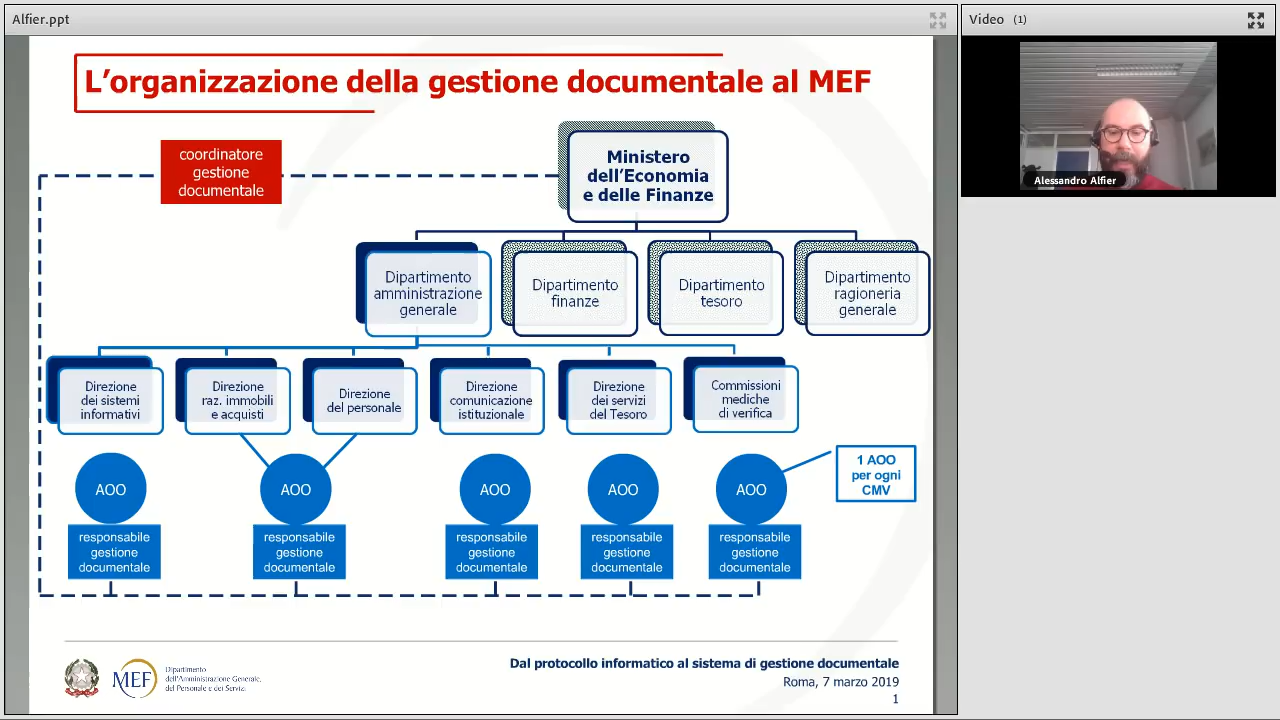 Alfier.ppt
Video (1)
L’organizzazione della gestione documentale al MEF
coordinatore
gestione
documentale
Ministero
dell’Economia
e delle Finanze
Dipartimento
amministrazione
generale
Dipartimento
finanze
Dipartimento
tesoro
Dipartimento
ragioneria
generale
Direzione
dei sistemi
informativi
Direzione
raz. immobili
e acquisti
Direzione
del personale
Direzione
comunicazione
istituzionale
Direzione
dei servizi
del Tesoro
Commissioni
mediche
di verifica
AOO
AOO
AOO
AOO
AOO
1 AOO
per ogni
CMV
responsabile
gestione
documentale
responsabile
gestione
documentale
responsabile
gestione
documentale
responsabile
gestione
documentale
responsabile
gestione
documentale
MEF
Dipartimento
dell’Amministrazione Generale,
del Personale e dei Servizi.
Dal protocollo informatico al sistema di gestione documentale
Roma, 7 marzo 2019
1
Alessandro Alfier